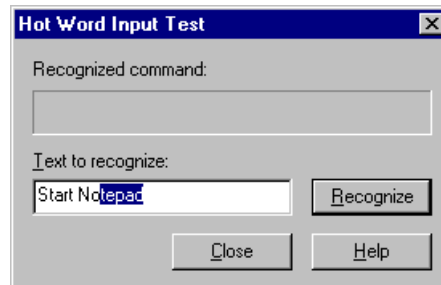 Hot Word Input Test
Recognized command:
Text to recognize:
Start Notepad
Recognize
Close
Help